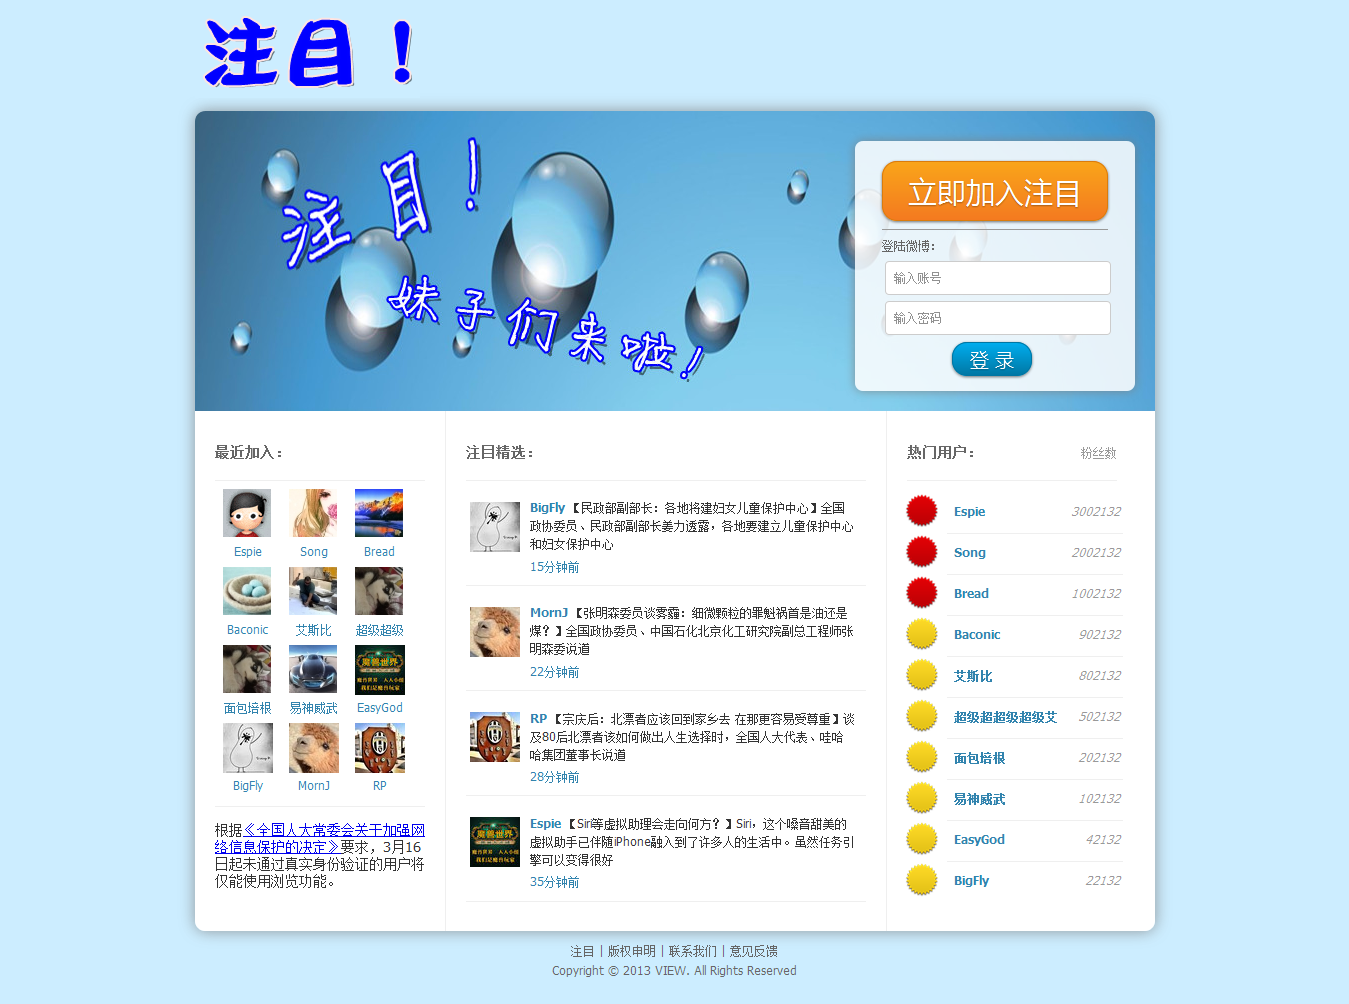 注目！
注目！
妹子们来啦！
立即加入注目
登陆微博：
输入账号
输入密码
登 录
最近加入：
Espie Song Bread
Baconic 艾斯比 超级超级
面包培根 易神威武 EasyGod
BigFly MornJ RP
根据《全国人大常委会关于加强网
络信息保护的决定》要求，3月16
日起未通过真实身份验证的用户将
仅能使用浏览功能。
注目精选：
BigFly 【民政部副部长：各地将建妇女儿童保护中心】全国
政协委员、民政部副部长姜力透露，各地要建立儿童保护中心
和妇女保护中心
15分钟前
MornJ 【张明森委员谈雾霾：细微颗粒的罪魁祸首是油还是
煤？】全国政协委员、中国石化北京化工研究院副总工程师张
明森委说道
22分钟前
RP 【宗庆后：北漂者应该回到家乡去 在那更容易受尊重】谈
及80后北漂者该如何做出人生选择时，全国人大代表、哇哈
哈集团董事长说道
28分钟前
魔兽世界
我们是魔兽玩家
Espie 【Siri等虚拟助理会走向何方？】Siri，这个嗓音甜美的
虚拟助手已伴随iPhone融入到了许多人的生活中。虽然任务引
擎可以变得很好
35分钟前
热门用户： 粉丝数
Espie 3002132
Song 2002132
Bread 1002132
Baconic 902132
艾斯比 802132
超级超超级超级艾 502132
面包培根 202132
易神威武 102132
EasyGod 42132
BigFly 22132
注目 | 版权申明 | 联系我们 | 意见反馈
Copyright © 2013 VIEW. All Rights Reserved